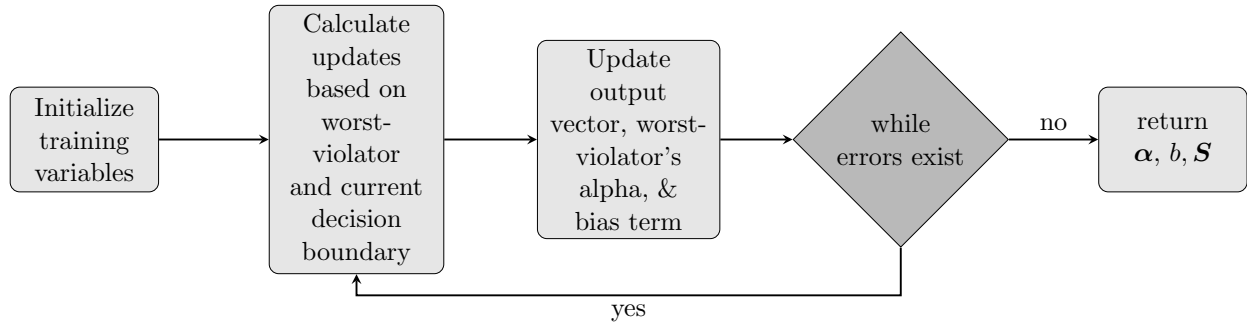 Initialize
training
variables
Calculate
updates
based on
worst-
violator
and current
decision
boundary
Update
output
vector, worst-
violator's
alpha, &
bias term
while
errors exist
no
return
α, b, S
yes